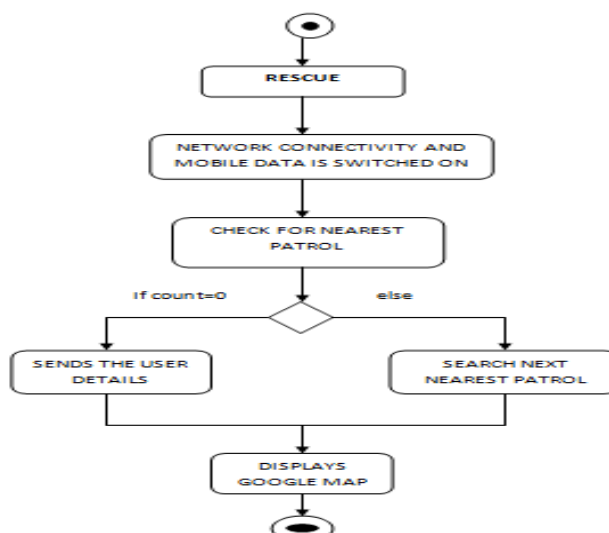 RESCUE
NETWORK CONNECTIVITY AND
MOBILE DATA IS SWITCHED ON
CHECK FOR NEAREST
PATROL
If count=0
else
SENDS THE USER
DETAILS
SEARCH NEXT
NEAREST PATROL
DISPLAYS
GOOGLE MAP